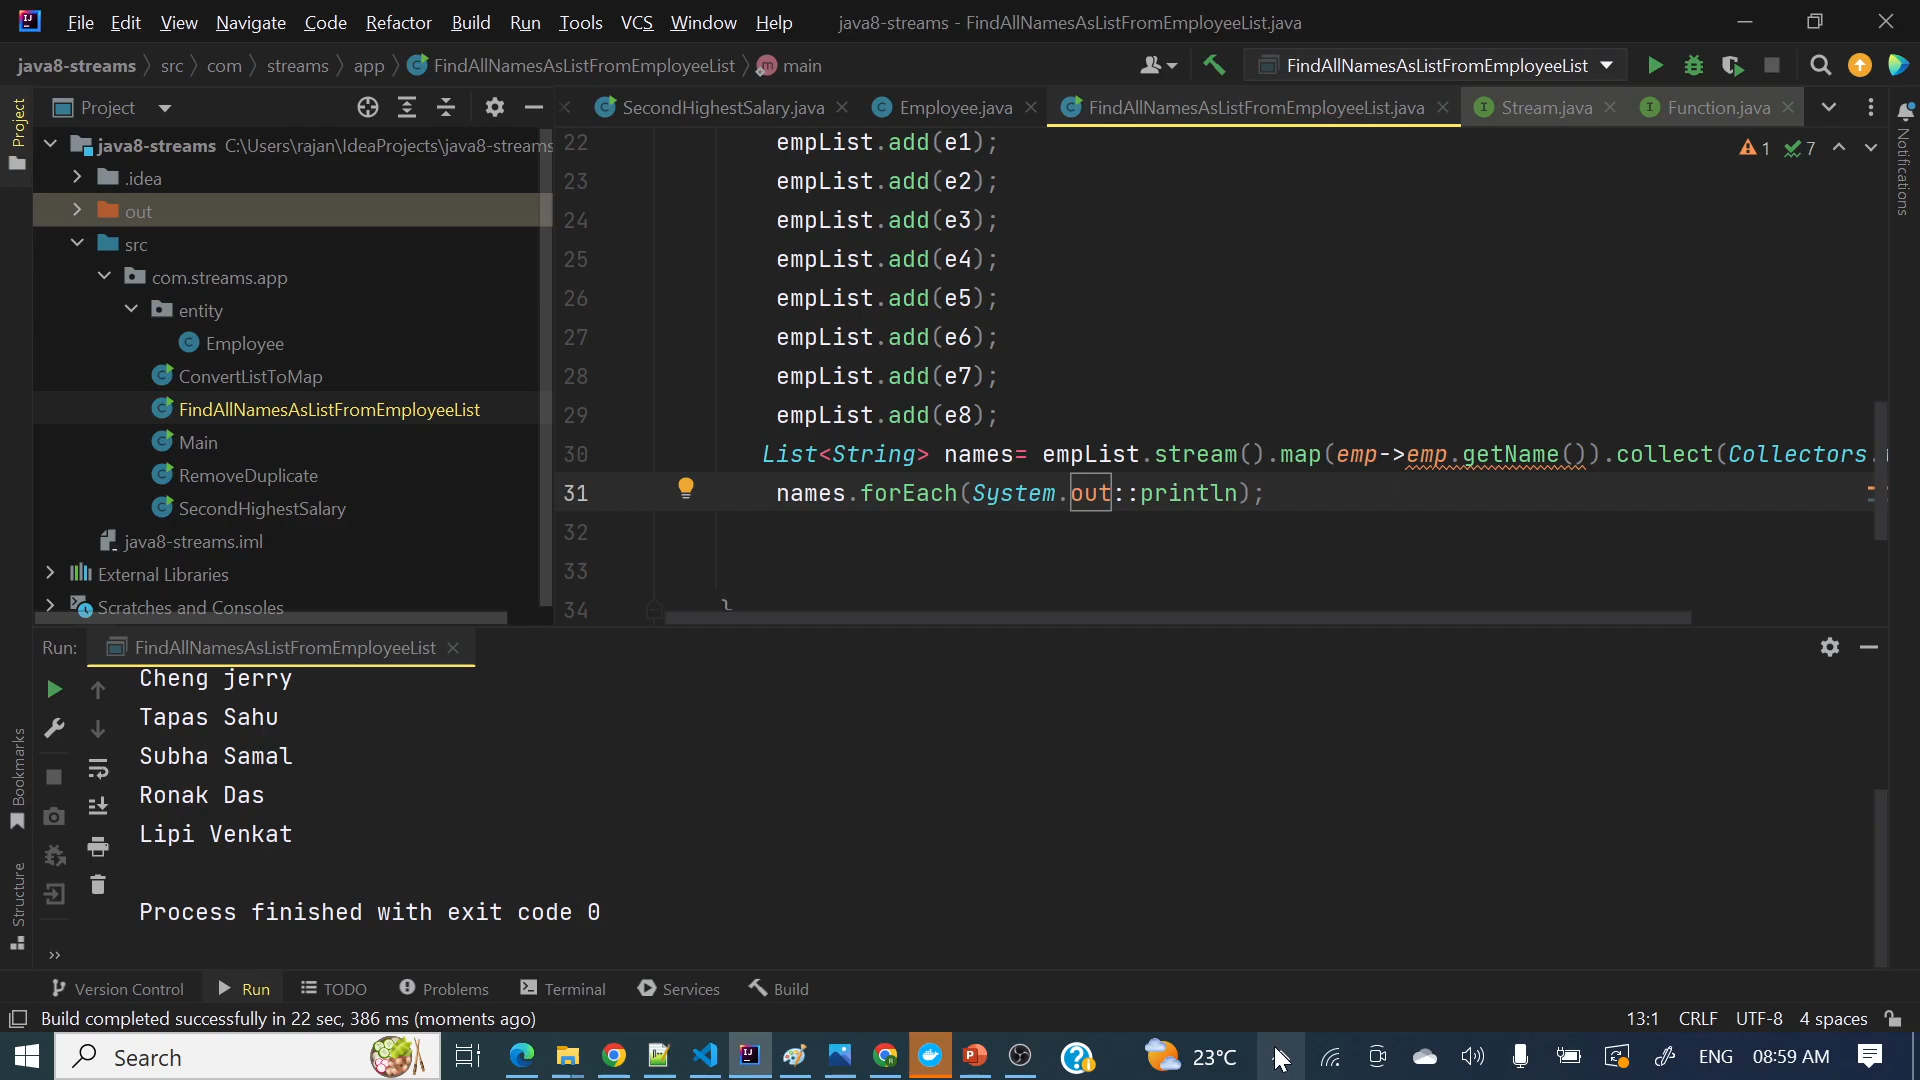 File Edit View Navigate Code Refactor Build Run Tools VCS Window Help java8-streams - FindAllNamesAsListFromEmployeeList.java
java8-streams src com streams app FindAllNamesAsListFromEmployeeList main FindAllNamesAsListFromEmployeeList
Project SecondHighestSalary.java Employee.java FindAllNamesAsListFromEmployeeList.java Stream.java Function.java
Project
Notifications
Bookmarks
Structure
java8-streams C:\Users\rajan\IdeaProjects\java8-streams
.idea
out
src
com.streams.app
entity
Employee
ConvertListToMap
FindAllNamesAsListFromEmployeeList
Main
RemoveDuplicate
SecondHighestSalary
java8-streams.iml
External Libraries
Scratches and Consoles
1 7
22 empList.add(e1);
23 empList.add(e2);
24 empList.add(e3);
25 empList.add(e4);
26 empList.add(e5);
27 empList.add(e6);
28 empList.add(e7);
29 empList.add(e8);
30 List<String> names= empList.stream().map(emp->emp.getName()).collect(Collectors.
31 names.forEach(System.out::println);
32
33
34 }
Run: FindAllNamesAsListFromEmployeeList
Cheng jerry
Tapas Sahu
Subha Samal
Ronak Das
Lipi Venkat
Process finished with exit code 0
Version Control Run TODO Problems Terminal Services Build
Build completed successfully in 22 sec, 386 ms (moments ago) 13:1 CRLF UTF-8 4 spaces
Search 23°C ENG 08:59 AM